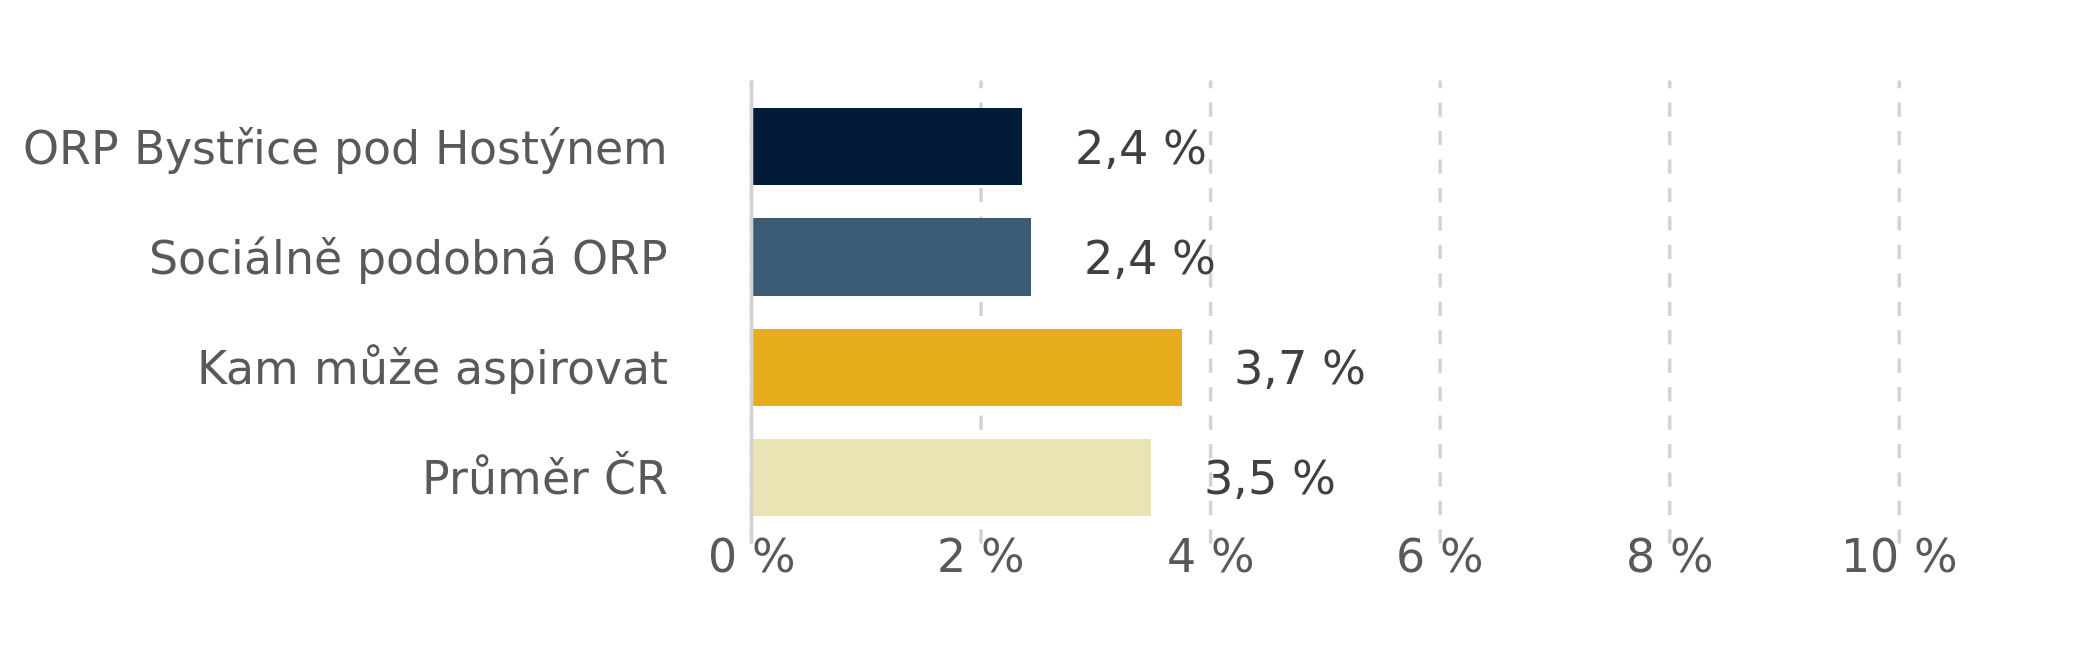 ORP Bystřice pod Hostýnem 2,4 %
Sociálně podobná ORP 2,4 %
Kam může aspirovat 3,7 %
Průměr ČR 3,5 %
0 % 2 % 4 % 6 % 8 % 10 %